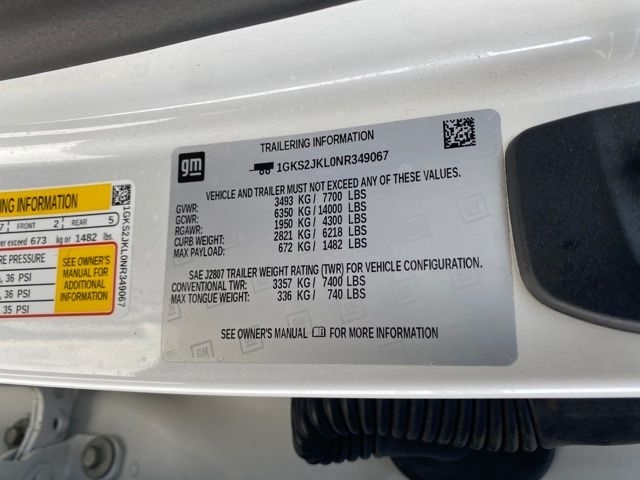 gm
TRAILERING INFORMATION
1GKS2JKL0NR349067
VEHICLE AND TRAILER MUST NOT EXCEED ANY OF THESE VALUES.
GVWR: 3493 KG / 7700 LBS
GCWR: 6350 KG / 14000 LBS
RGAWR: 1950 KG / 4300 LBS
CURB WEIGHT: 2821 KG / 6218 LBS
MAX PAYLOAD: 672 KG / 1482 LBS
SAE J2807 TRAILER WEIGHT RATING (TWR) FOR VEHICLE CONFIGURATION.
CONVENTIONAL TWR: 3357 KG / 7400 LBS
MAX TONGUE WEIGHT: 336 KG / 740 LBS
SEE OWNER'S MANUAL FOR MORE INFORMATION
ING INFORMATION
7 FRONT 2 REAR 5
er exceed 673 kg or 1482 lbs.
PRESSURE
, 36 PSI
, 36 PSI
35 PSI
SEE OWNER'S
MANUAL FOR
ADDITIONAL
INFORMATION
1GKS2JKL0NR349067